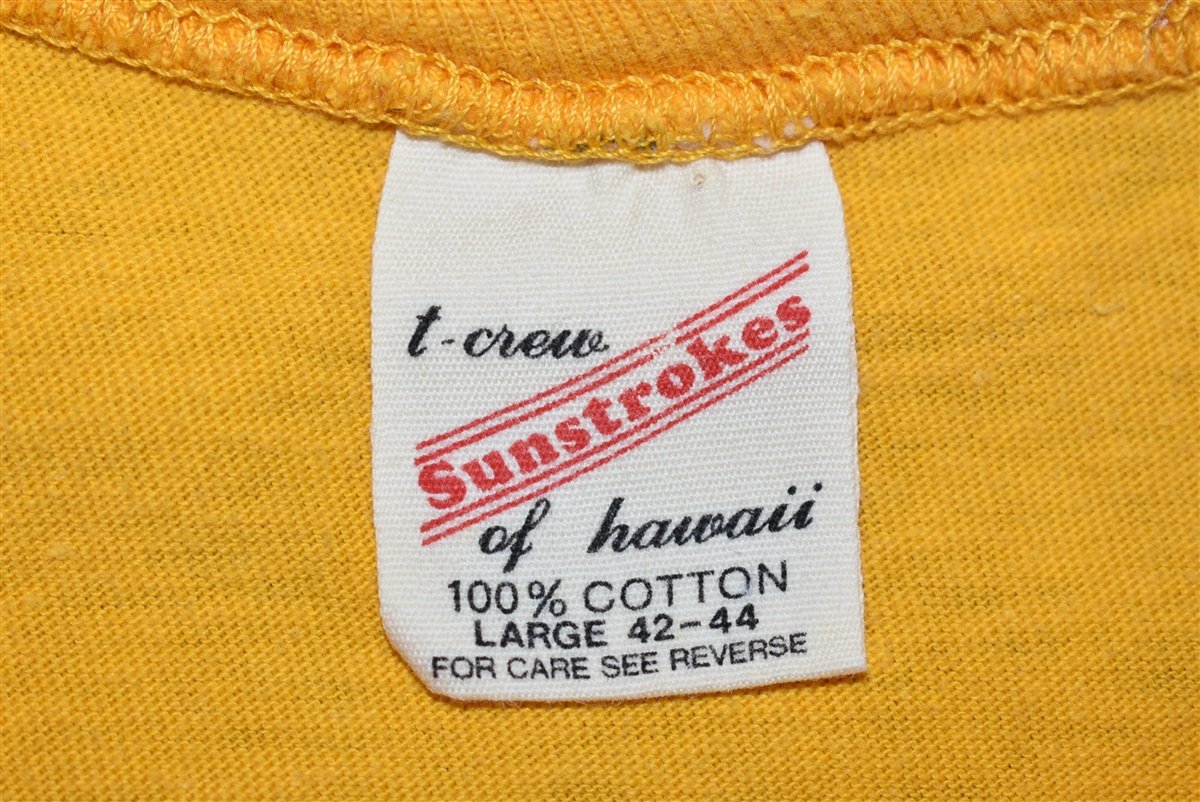 t-crew
Sunstrokes
of hawaii
100% COTTON
LARGE 42-44
FOR CARE SEE REVERSE